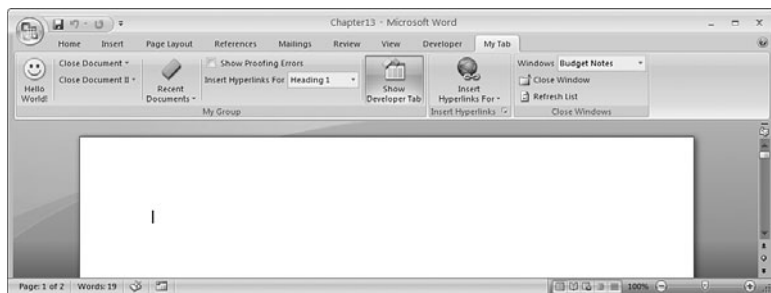 Chapter13 - Microsoft Word
Home Insert Page Layout References Mailings Review View Developer My Tab
Hello World!
Close Document
Close Document II
Recent Documents
Show Proofing Errors
Insert Hyperlinks For Heading 1
Show Developer Tab
My Group
Insert Hyperlinks For
Insert Hyperlinks
Windows Budget Notes
Close Window
Refresh List
Close Windows
Page: 1 of 2 Words: 19 100%